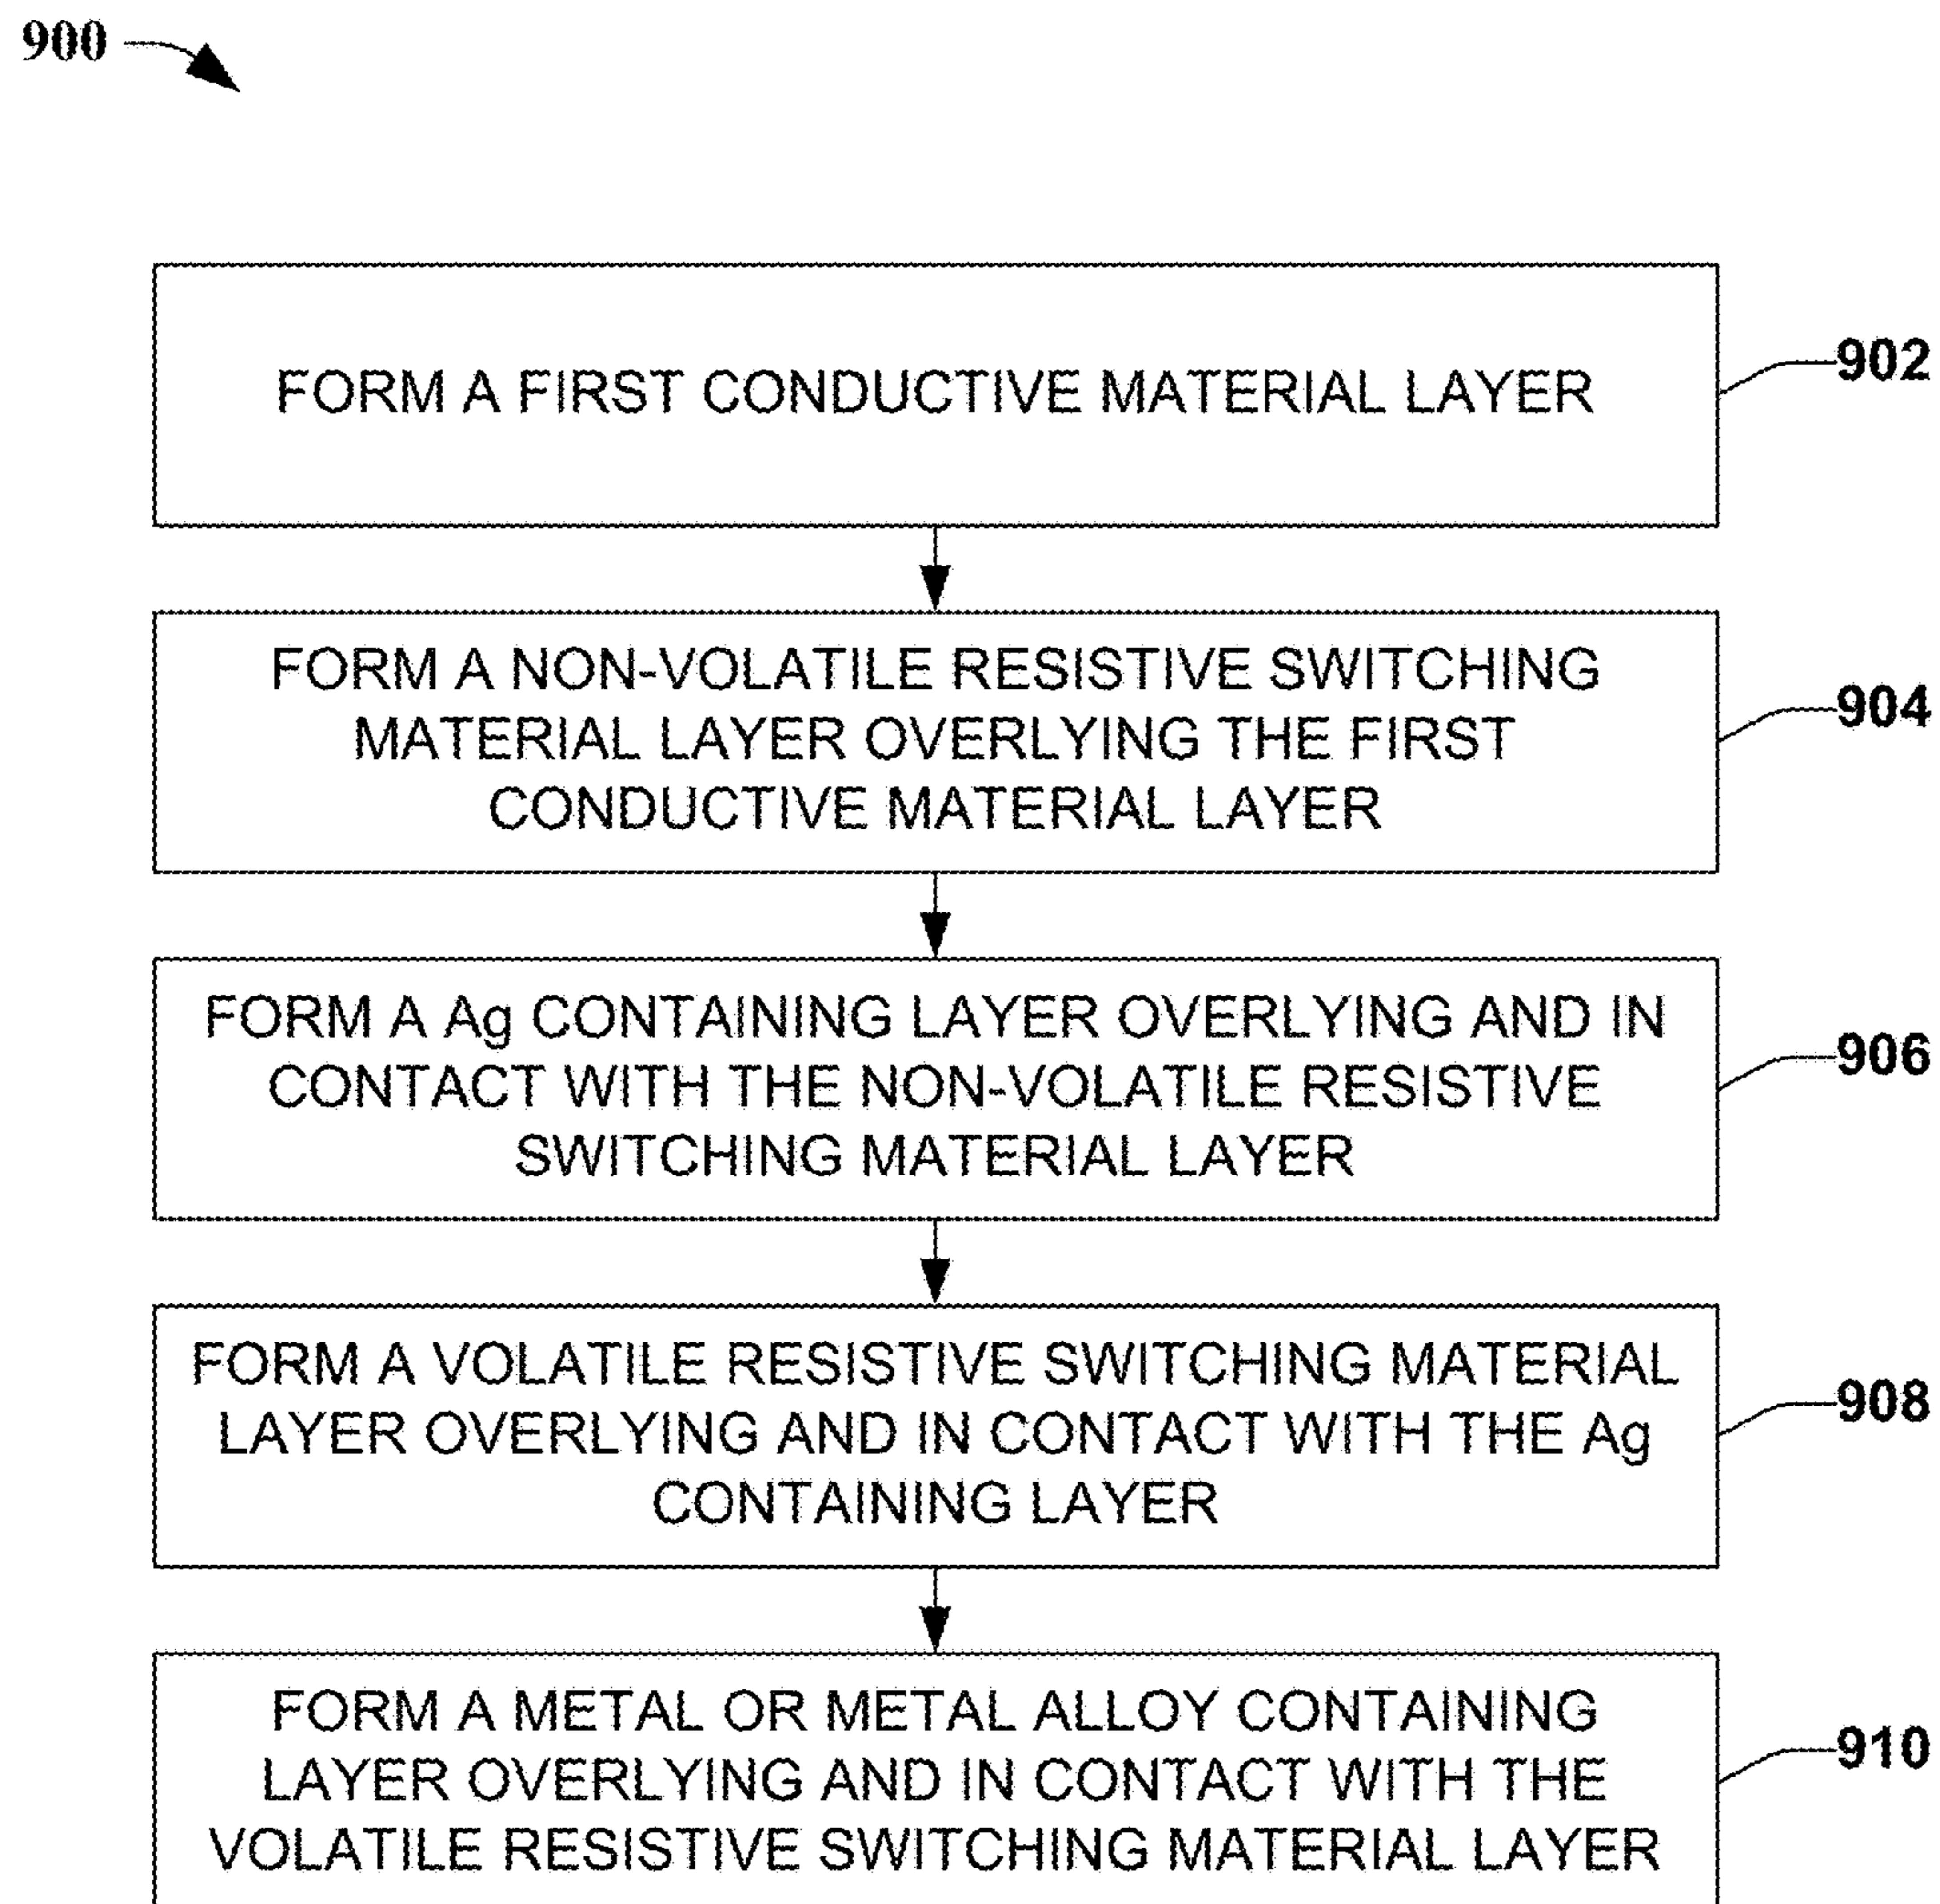 900
FORM A FIRST CONDUCTIVE MATERIAL LAYER
902
FORM A NON-VOLATILE RESISTIVE SWITCHING
MATERIAL LAYER OVERLYING THE FIRST
CONDUCTIVE MATERIAL LAYER
904
FORM A Ag CONTAINING LAYER OVERLYING AND IN
CONTACT WITH THE NON-VOLATILE RESISTIVE
SWITCHING MATERIAL LAYER
906
FORM A VOLATILE RESISTIVE SWITCHING MATERIAL
LAYER OVERLYING AND IN CONTACT WITH THE Ag
CONTAINING LAYER
908
FORM A METAL OR METAL ALLOY CONTAINING
LAYER OVERLYING AND IN CONTACT WITH THE
VOLATILE RESISTIVE SWITCHING MATERIAL LAYER
910